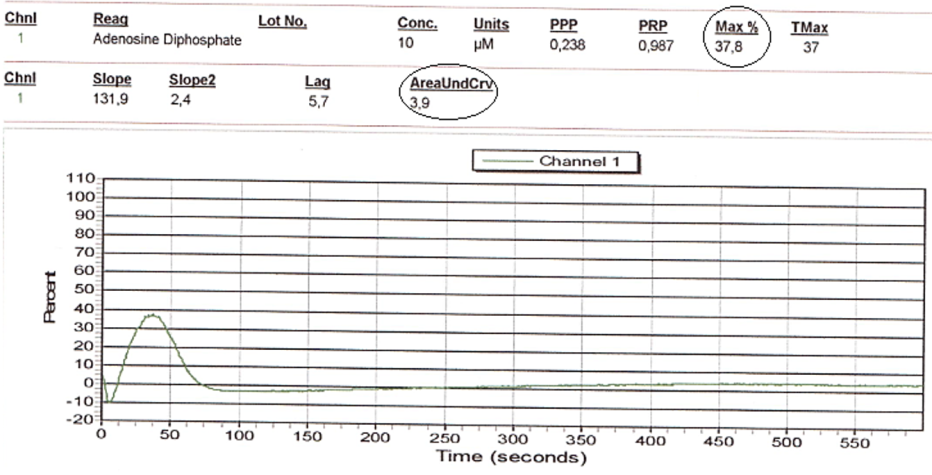 Chnl Reag Lot No. Conc. Units PPP PRP Max % TMax
1 Adenosine Diphosphate 10 µM 0,238 0,987 37,8 37
Chnl Slope Slope2 Lag AreaUndCrv
1 131,9 2,4 5,7 3,9
Channel 1
110
100
90
80
70
60
50
40
30
20
10
0
-10
-20
Percent
0 50 100 150 200 250 300 350 400 450 500 550
Time (seconds)